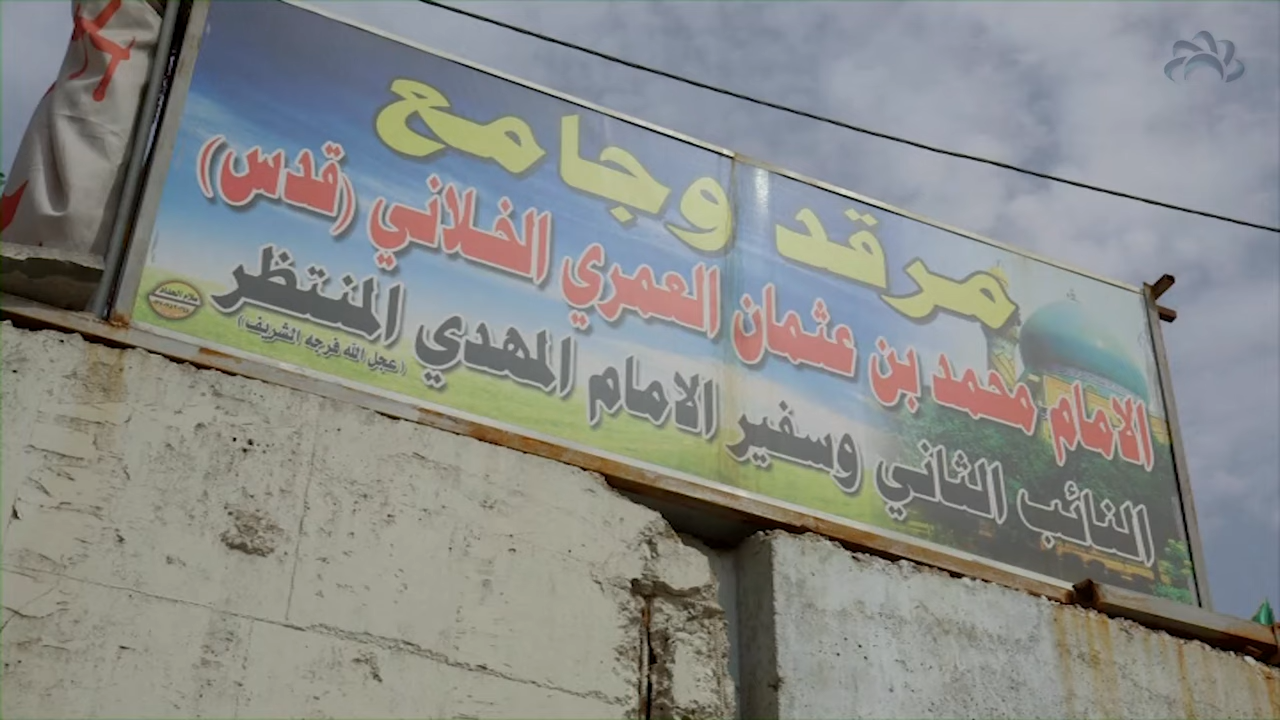 مرقد وجامع
الامام محمد بن عثمان العمري الخلاني (قدس)
النائب الثاني وسفير الامام المهدي المنتظر
(عجل الله فرجه الشريف)